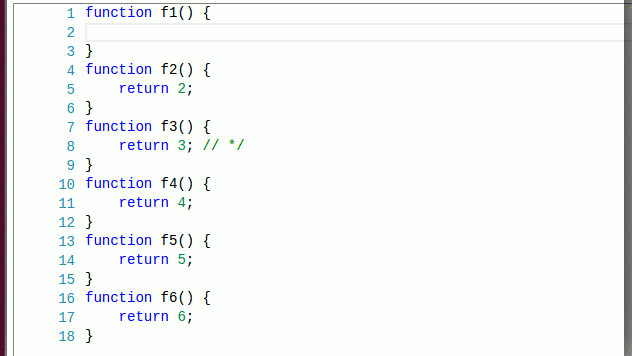 1 function f1() {
2
3 }
4 function f2() {
5     return 2;
6 }
7 function f3() {
8     return 3; // */
9 }
10 function f4() {
11     return 4;
12 }
13 function f5() {
14     return 5;
15 }
16 function f6() {
17     return 6;
18 }